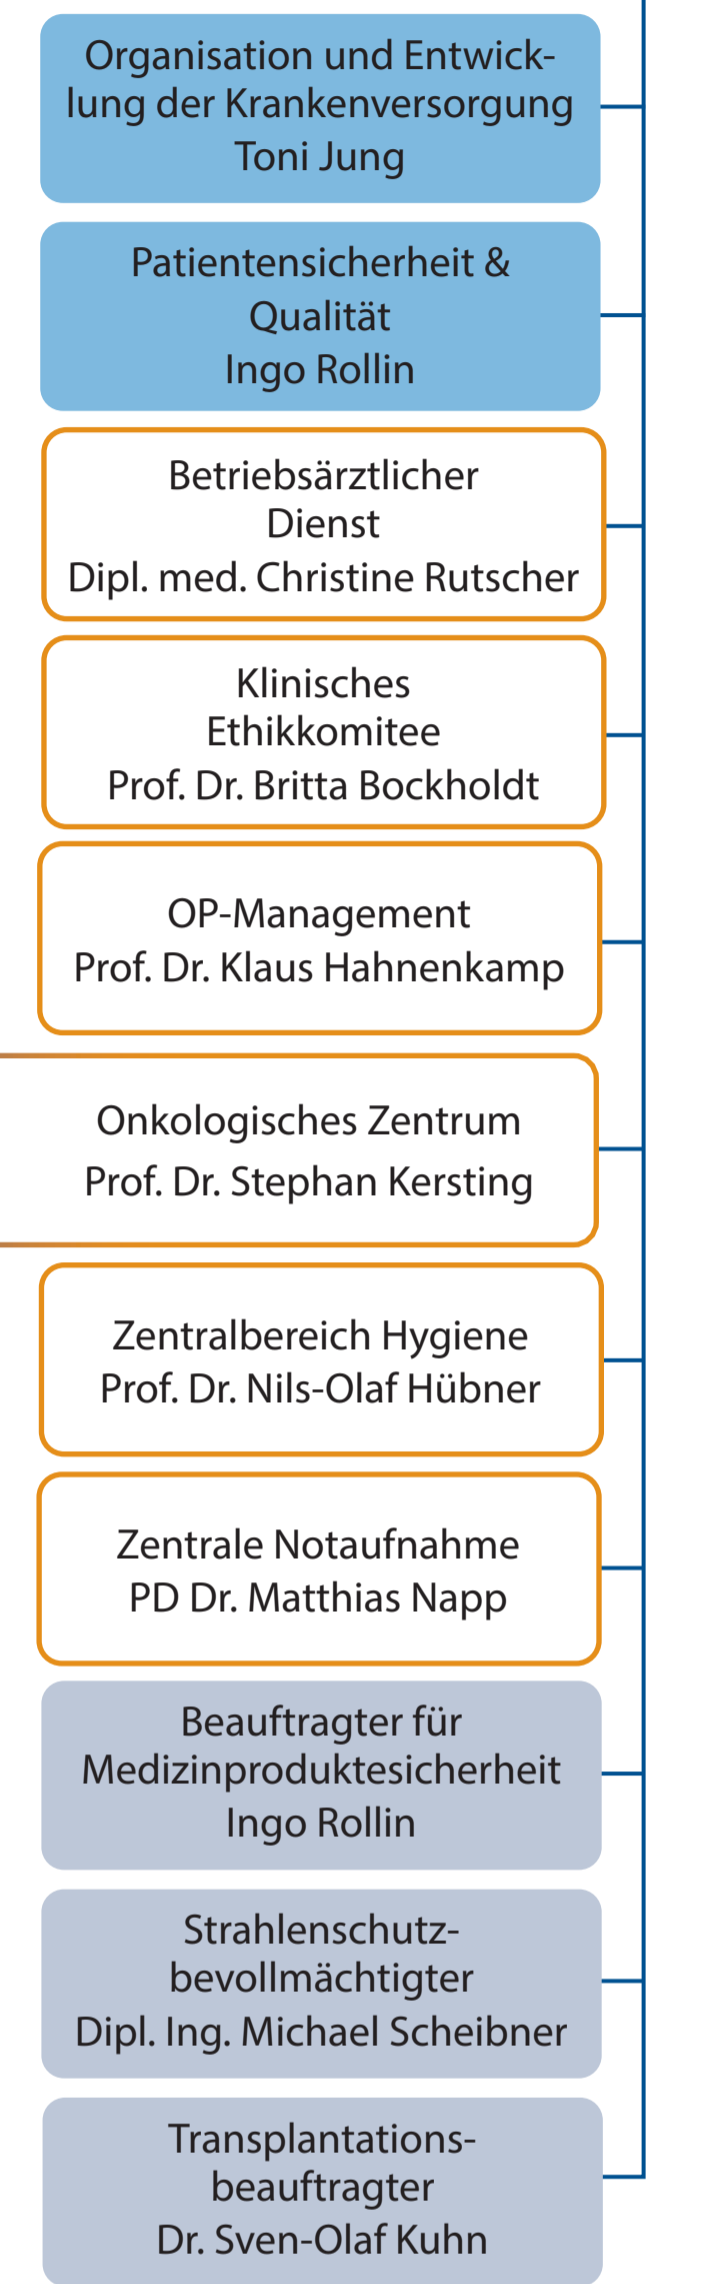 Organisation und Entwick-
lung der Krankenversorgung
Toni Jung
Patientensicherheit &
Qualität
Ingo Rollin
Betriebsärztlicher
Dienst
Dipl. med. Christine Rutscher
Klinisches
Ethikkomitee
Prof. Dr. Britta Bockholdt
OP-Management
Prof. Dr. Klaus Hahnenkamp
Onkologisches Zentrum
Prof. Dr. Stephan Kersting
Zentralbereich Hygiene
Prof. Dr. Nils-Olaf Hübner
Zentrale Notaufnahme
PD Dr. Matthias Napp
Beauftragter für
Medizinproduktesicherheit
Ingo Rollin
Strahlenschutz-
bevollmächtigter
Dipl. Ing. Michael Scheibner
Transplantations-
beauftragter
Dr. Sven-Olaf Kuhn